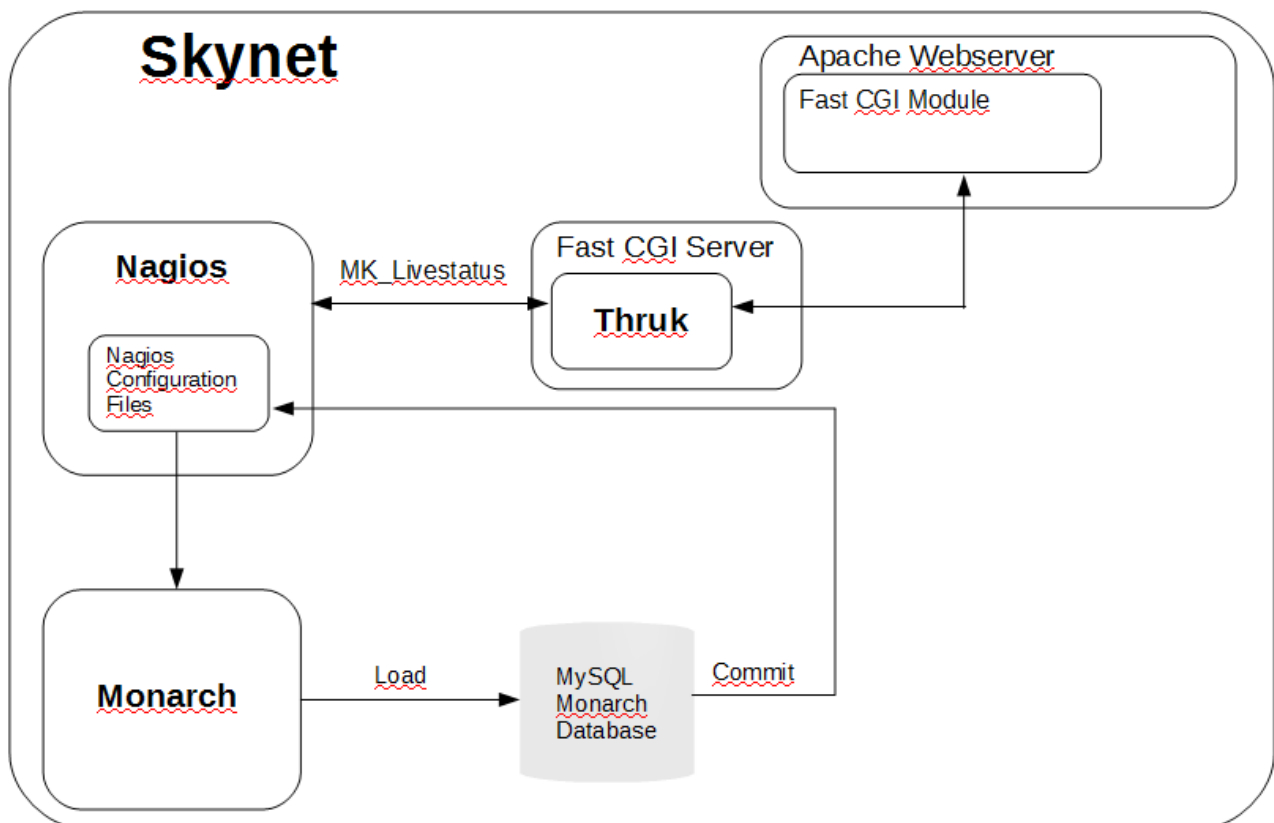 Skynet
Apache Webserver
Fast CGI Module
Nagios
MK_Livestatus
Fast CGI Server
Thruk
Nagios
Configuration
Files
Monarch
Load
MySQL
Monarch
Database
Commit